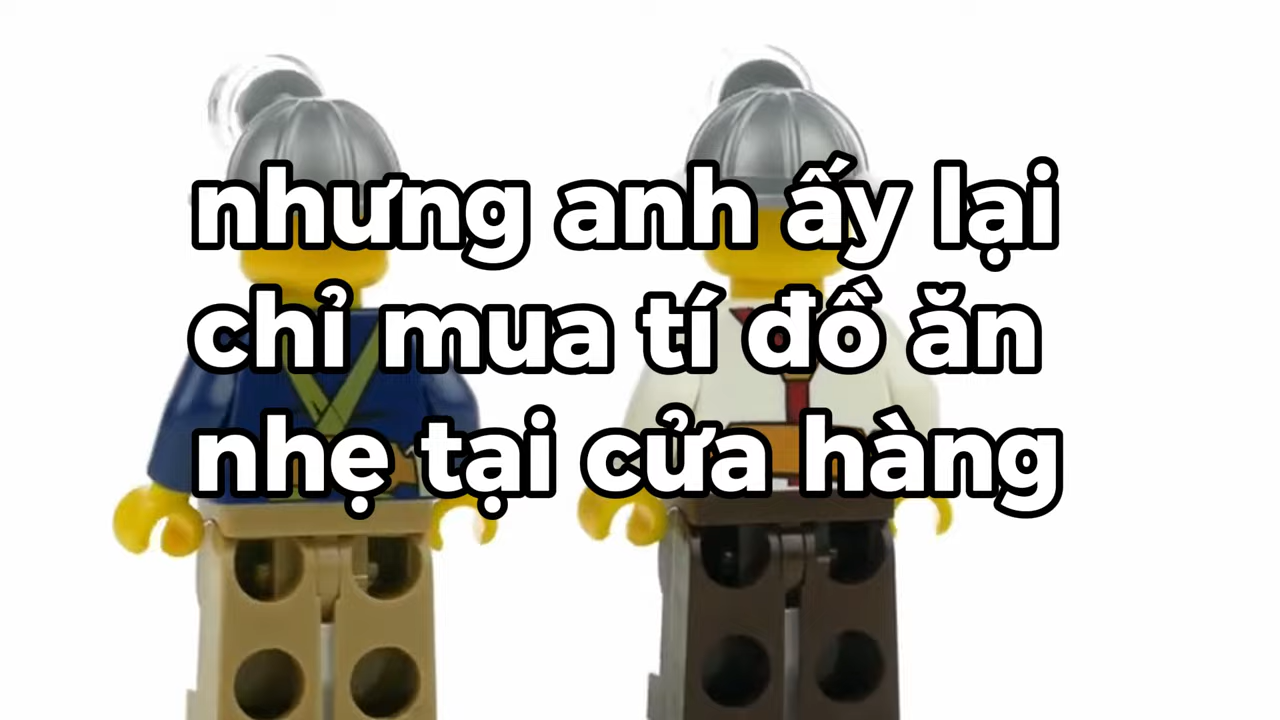 nhưng anh ấy lại
chỉ mua tí đồ ăn
nhẹ tại cửa hàng